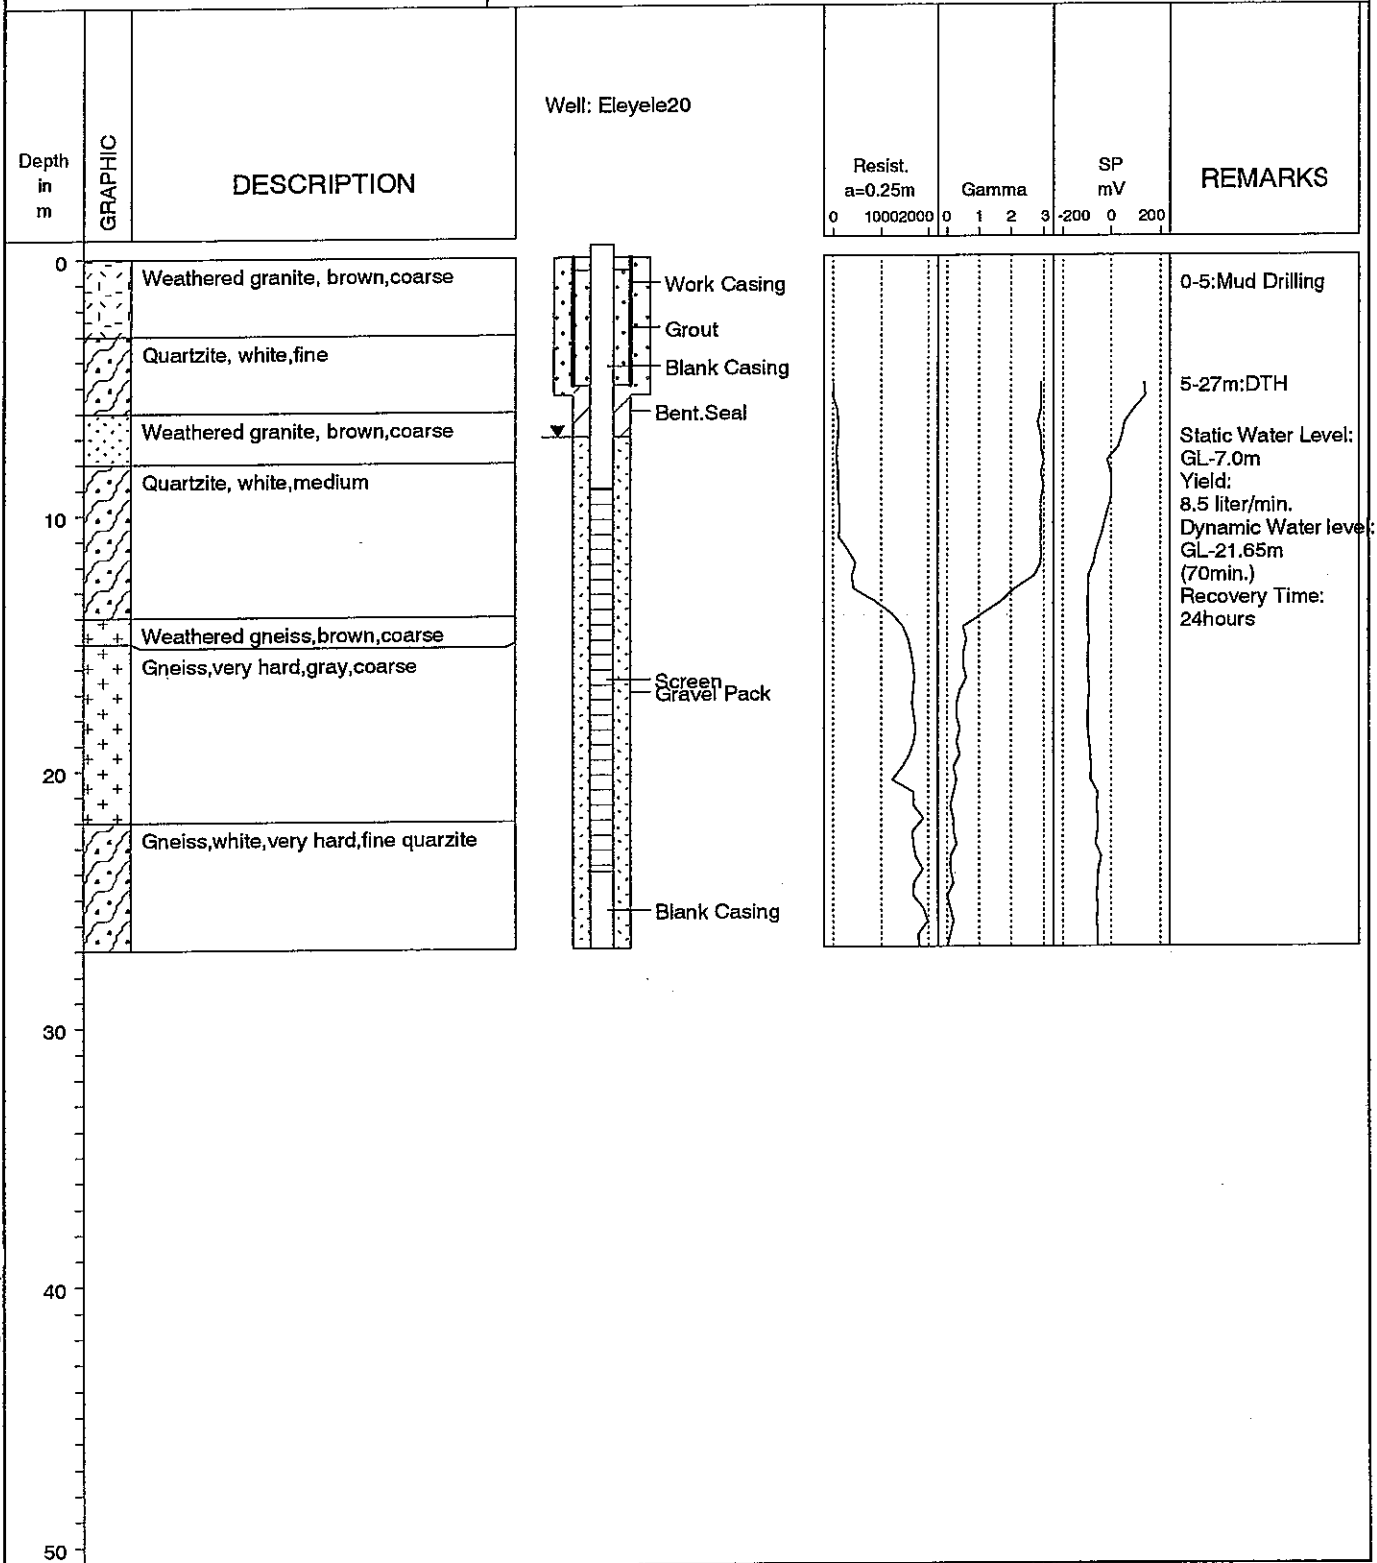 Well: Eleyele20
Depth
in
m
GRAPHIC
DESCRIPTION
Resist.
a=0.25m
0 10002000
Gamma
0 1 2 3
SP
mV
-200 0 200
REMARKS
0
10
20
30
40
50
Weathered granite, brown,coarse
Quartzite, white,fine
Weathered granite, brown,coarse
Quartzite, white,medium
Weathered gneiss,brown,coarse
Gneiss,very hard,gray,coarse
Gneiss,white,very hard,fine quarzite
Work Casing
Grout
Blank Casing
Bent.Seal
Screen
Gravel Pack
Blank Casing
0-5:Mud Drilling
5-27m:DTH
Static Water Level:
GL-7.0m
Yield:
8.5 liter/min.
Dynamic Water level:
GL-21.65m
(70min.)
Recovery Time:
24hours